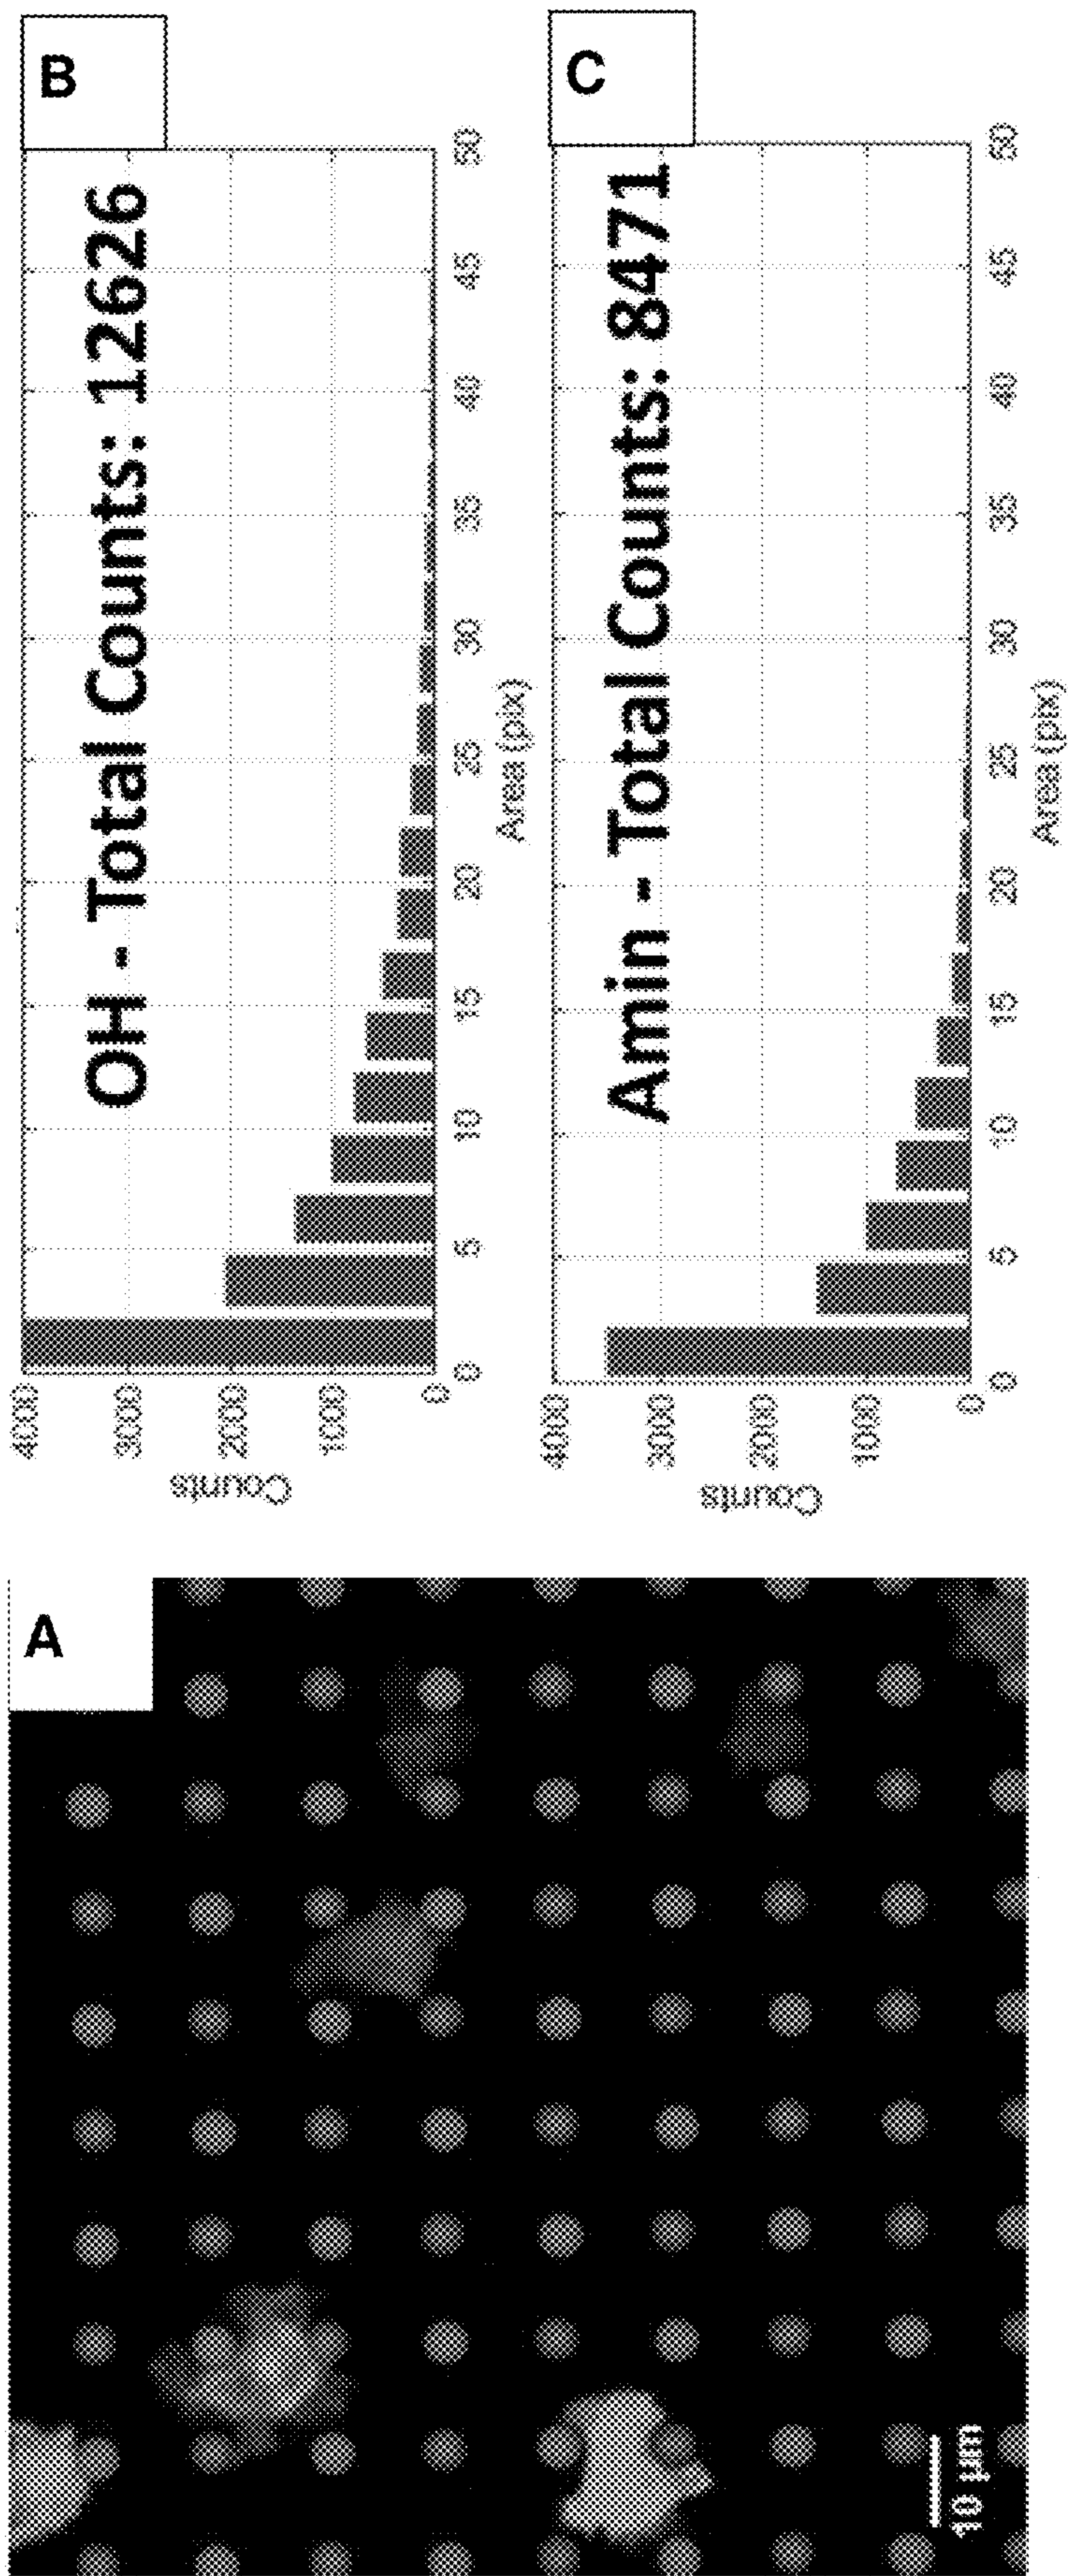 A
10 µm
B
OH - Total Counts: 12626
Counts
4000
3000
2000
1000
0
0 5 10 15 20 25 30 35 40 45 50
Area (pix)
C
Amin - Total Counts: 8471
Counts
4000
3000
2000
1000
0
0 5 10 15 20 25 30 35 40 45 50
Area (pix)